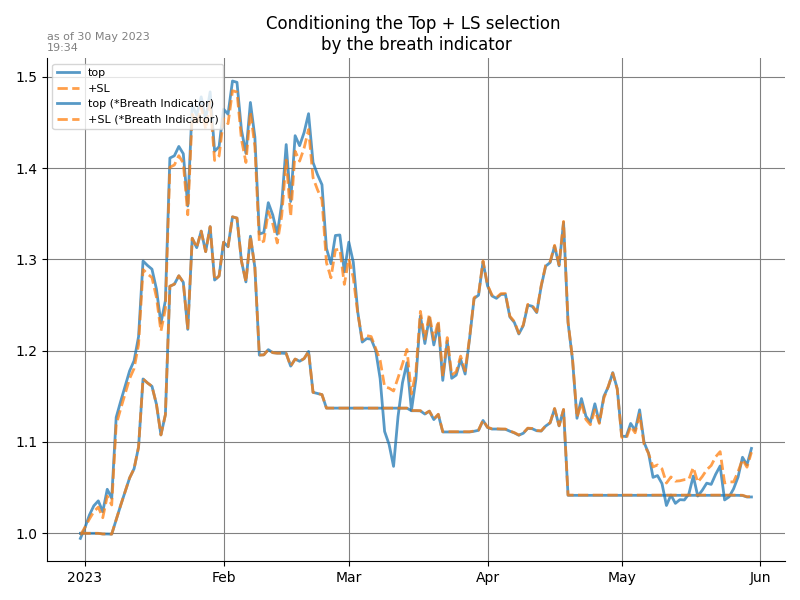 Conditioning the Top + LS selection
by the breath indicator
as of 30 May 2023
19:34
top
+SL
top (*Breath Indicator)
+SL (*Breath Indicator)
1.5
1.4
1.3
1.2
1.1
1.0
2023 Feb Mar Apr May Jun